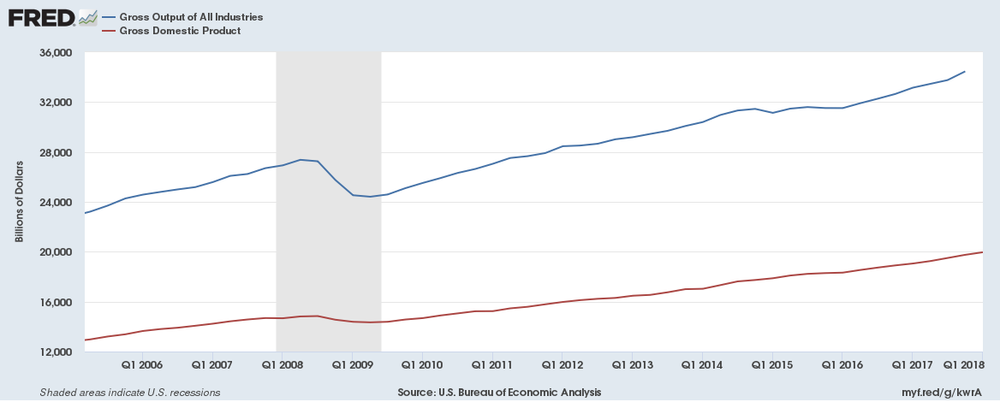 FRED
Gross Output of All Industries
Gross Domestic Product
Billions of Dollars
36,000
32,000
28,000
24,000
20,000
16,000
12,000
Q1 2006 Q1 2007 Q1 2008 Q1 2009 Q1 2010 Q1 2011 Q1 2012 Q1 2013 Q1 2014 Q1 2015 Q1 2016 Q1 2017 Q1 2018
Shaded areas indicate U.S. recessions Source: U.S. Bureau of Economic Analysis myf.red/g/kwrA